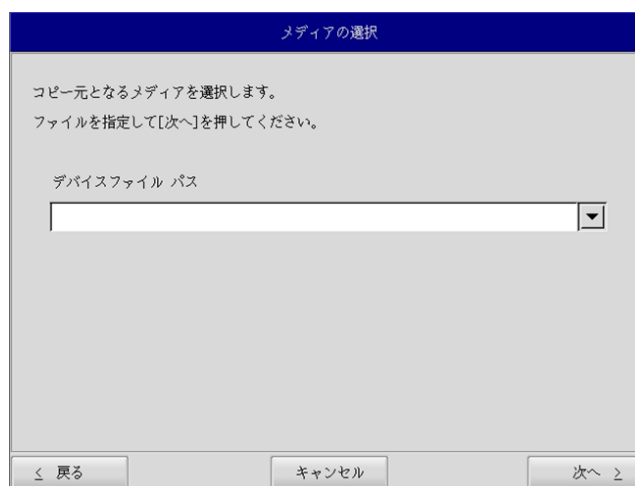 メディアの選択
コピー元となるメディアを選択します。
ファイルを指定して[次へ]を押してください。
デバイスファイル パス
< 戻る
キャンセル
次へ >